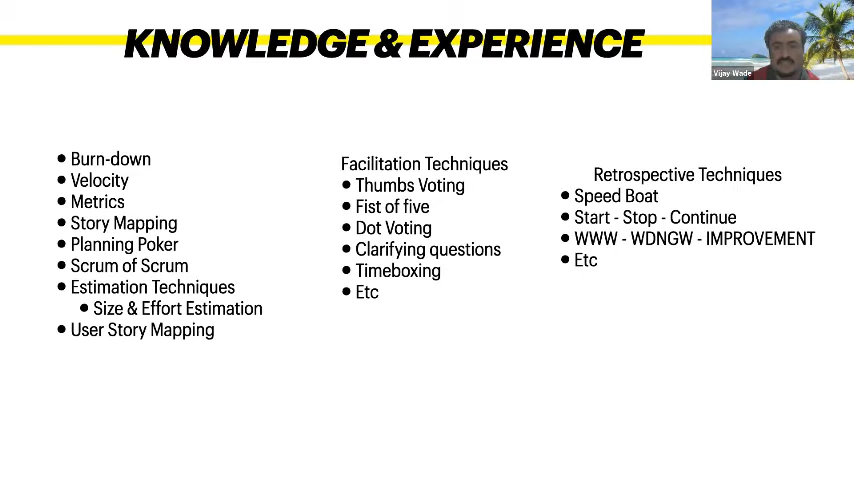 KNOWLEDGE & EXPERIENCE
Vijay Wade
Burn-down
Velocity
Metrics
Story Mapping
Planning Poker
Scrum of Scrum
Estimation Techniques
Size & Effort Estimation
User Story Mapping
Facilitation Techniques
Thumbs Voting
Fist of five
Dot Voting
Clarifying questions
Timeboxing
Etc
Retrospective Techniques
Speed Boat
Start - Stop - Continue
WWW - WDNGW - IMPROVEMENT
Etc